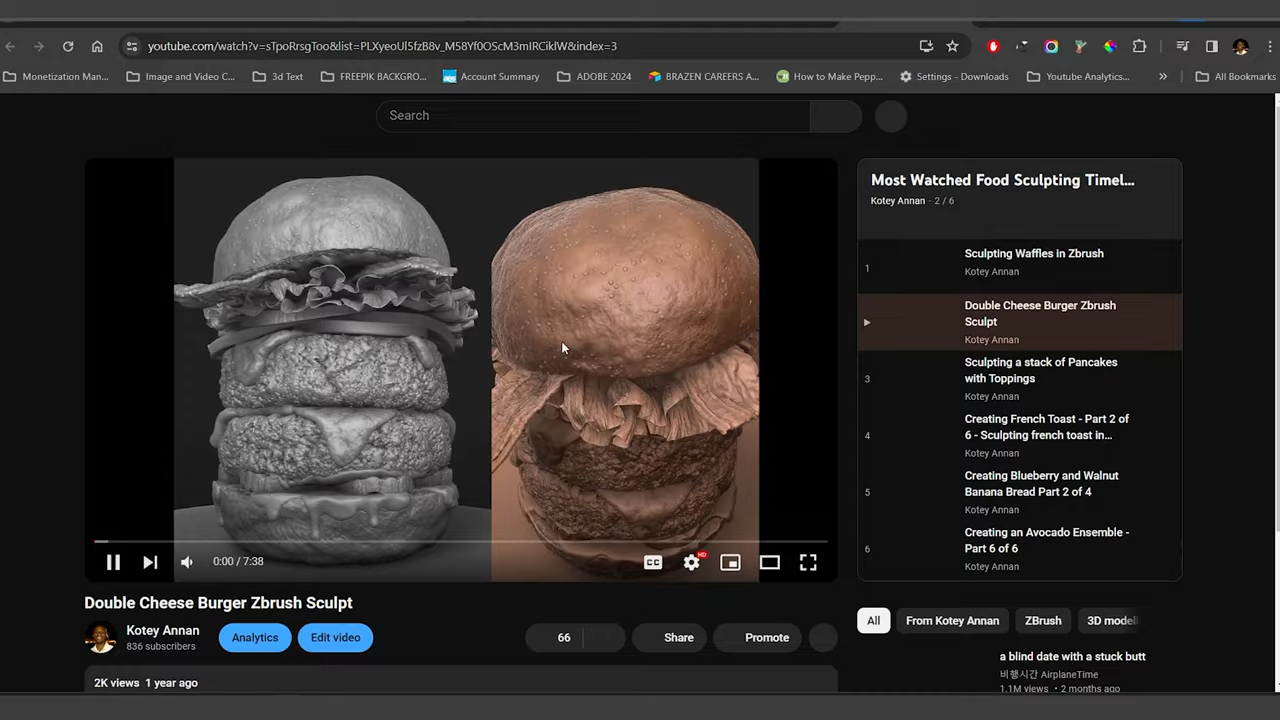 youtube.com/watch?v=sTpoRrsgToo&list=PLXyeoUl5fzB8v_M58Yf0OScM3mIRCiklW&index=3
Monetization Man...
Image and Video C...
3d Text
FREEPIK BACKGRO...
Account Summary
ADOBE 2024
BRAZEN CAREERS A...
How to Make Pepp...
Settings - Downloads
Youtube Analytics...
All Bookmarks
Search
Most Watched Food Sculpting Timel...
Kotey Annan - 2 / 6
1
Sculpting Waffles in Zbrush
Kotey Annan
Double Cheese Burger Zbrush
Sculpt
Kotey Annan
3
Sculpting a stack of Pancakes
with Toppings
Kotey Annan
4
Creating French Toast - Part 2 of
6 - Sculpting french toast in...
Kotey Annan
5
Creating Blueberry and Walnut
Banana Bread Part 2 of 4
Kotey Annan
6
Creating an Avocado Ensemble -
Part 6 of 6
Kotey Annan
0:00 / 7:38
CC
HD
Double Cheese Burger Zbrush Sculpt
Kotey Annan
836 subscribers
Analytics
Edit video
66
Share
Promote
2K views 1 year ago
All
From Kotey Annan
ZBrush
3D modeli
a blind date with a stuck butt
비행시간 AirplaneTime
1.1M views • 2 months ago